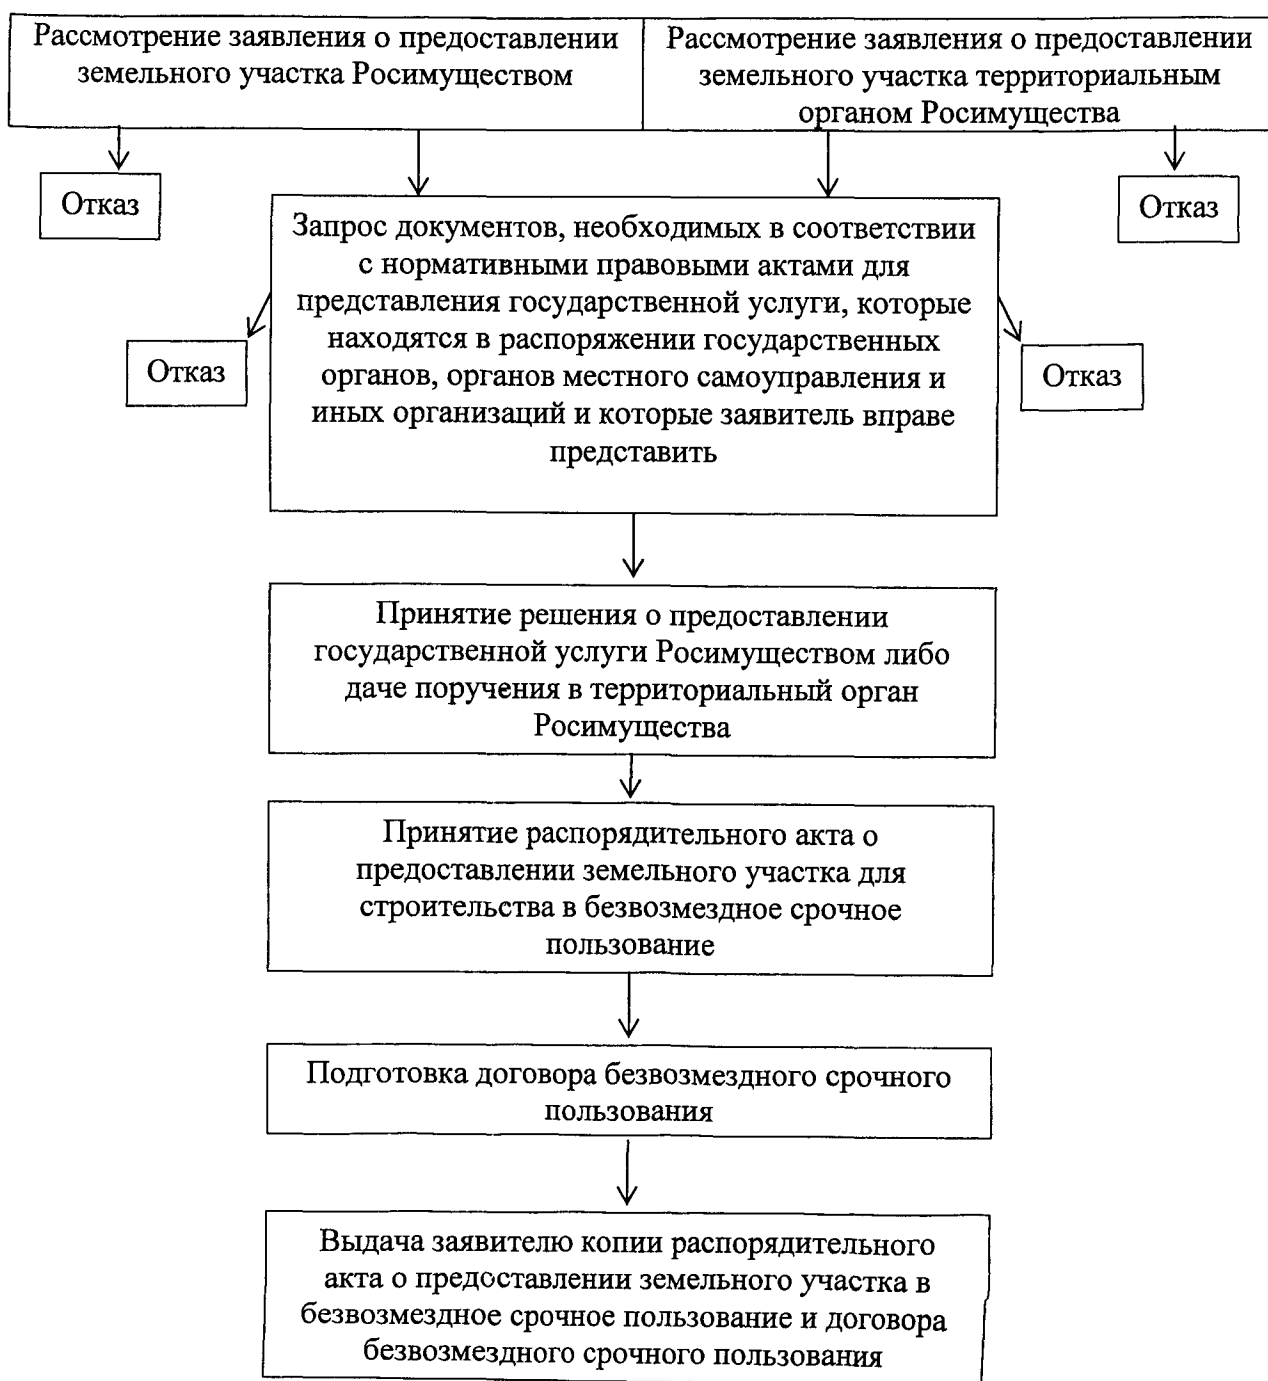 Рассмотрение заявления о предоставлении
земельного участка Росимуществом
Рассмотрение заявления о предоставлении
земельного участка территориальным
органом Росимущества
Отказ
Отказ
Запрос документов, необходимых в соответствии
с нормативными правовыми актами для
представления государственной услуги, которые
находятся в распоряжении государственных
органов, органов местного самоуправления и
иных организаций и которые заявитель вправе
представить
Отказ
Отказ
Принятие решения о предоставлении
государственной услуги Росимуществом либо
даче поручения в территориальный орган
Росимущества
Принятие распорядительного акта о
предоставлении земельного участка для
строительства в безвозмездное срочное
пользование
Подготовка договора безвозмездного срочного
пользования
Выдача заявителю копии распорядительного
акта о предоставлении земельного участка в
безвозмездное срочное пользование и договора
безвозмездного срочного пользования